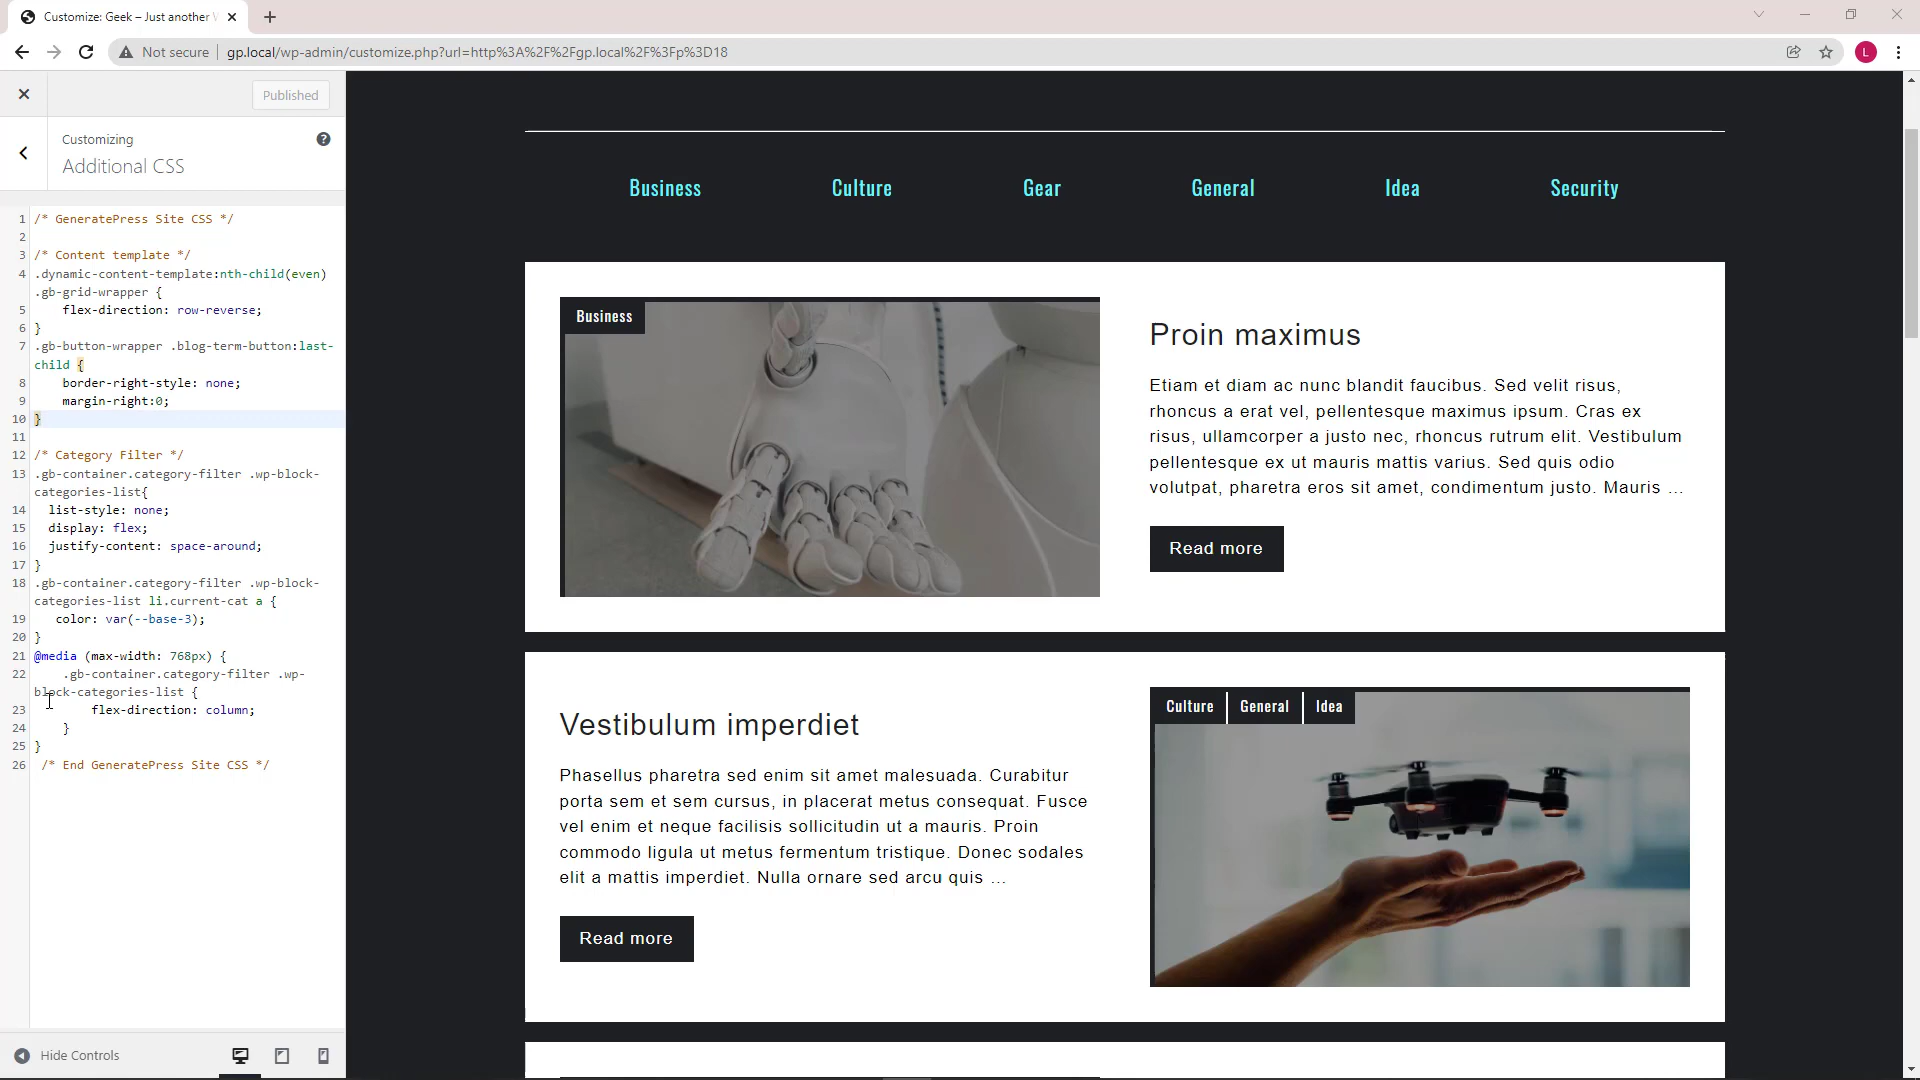 Customize: Geek – Just another W
Not secure
gp.local/wp-admin/customize.php?url=http%3A%2F%2Fgp.local%2F%3Fp%3D18
L
Published
Customizing
Additional CSS
?
1 /* GeneratePress Site CSS */
2
3 /* Content template */
4 .dynamic-content-template:nth-child(even)
.gb-grid-wrapper {
5 flex-direction: row-reverse;
6 }
7 .gb-button-wrapper .blog-term-button:last-
child {
8 border-right-style: none;
9 margin-right:0;
10 }
11
12 /* Category Filter */
13 .gb-container.category-filter .wp-block-
categories-list{
14 list-style: none;
15 display: flex;
16 justify-content: space-around;
17 }
18 .gb-container.category-filter .wp-block-
categories-list li.current-cat a {
19 color: var(--base-3);
20 }
21 @media (max-width: 768px) {
22 .gb-container.category-filter .wp-
block-categories-list {
23 flex-direction: column;
24 }
25 }
26 /* End GeneratePress Site CSS */
Hide Controls
Business Culture Gear General Idea Security
Business
Proin maximus
Etiam et diam ac nunc blandit faucibus. Sed velit risus,
rhoncus a erat vel, pellentesque maximus ipsum. Cras ex
risus, ullamcorper a justo nec, rhoncus rutrum elit. Vestibulum
pellentesque ex ut mauris mattis varius. Sed quis odio
volutpat, pharetra eros sit amet, condimentum justo. Mauris ...
Read more
Vestibulum imperdiet
Phasellus pharetra sed enim sit amet malesuada. Curabitur
porta sem et sem cursus, in placerat metus consequat. Fusce
vel enim et neque facilisis sollicitudin ut a mauris. Proin
commodo ligula ut metus fermentum tristique. Donec sodales
elit a mattis imperdiet. Nulla ornare sed arcu quis ...
Read more
Culture General Idea